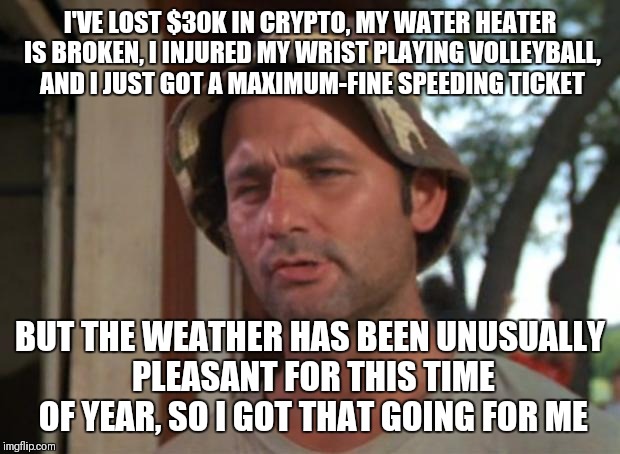 I'VE LOST $30K IN CRYPTO, MY WATER HEATER
IS BROKEN, I INJURED MY WRIST PLAYING VOLLEYBALL,
AND I JUST GOT A MAXIMUM-FINE SPEEDING TICKET
BUT THE WEATHER HAS BEEN UNUSUALLY
PLEASANT FOR THIS TIME
OF YEAR, SO I GOT THAT GOING FOR ME
imgflip.com